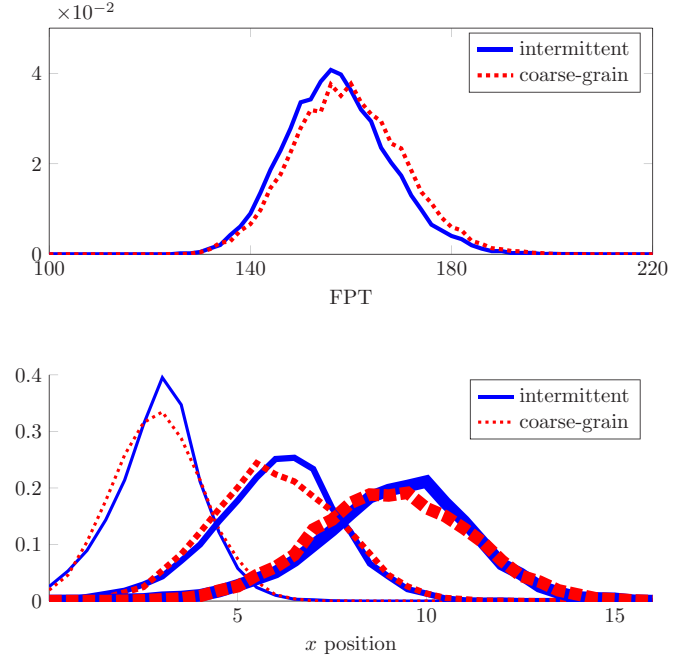 ×10⁻²
4
intermittent
coarse-grain
2
0
100 140 180 220
FPT
0.4
intermittent
coarse-grain
0.3
0.2
0.1
0
5 10 15
x position